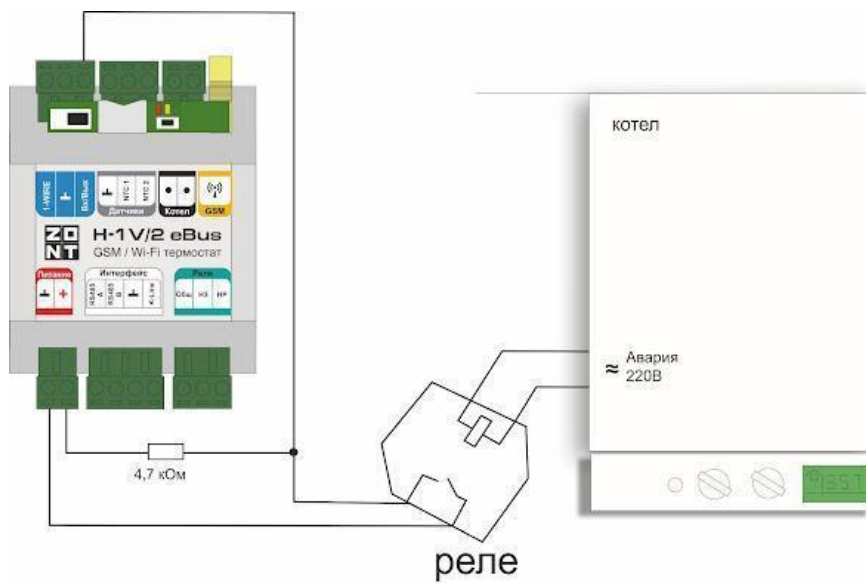 котел
1-WIRE
Вх/Вых
NTC 1
NTC 2
Датчики
Котел
GSM
ZONT
H-1V/2 eBus
GSM / Wi-Fi термостат
Питание
Интерфейс
Реле
RS485 A
RS485 B
K-Line
Общ НЗ НР
Авария
220В
4,7 кОм
реле